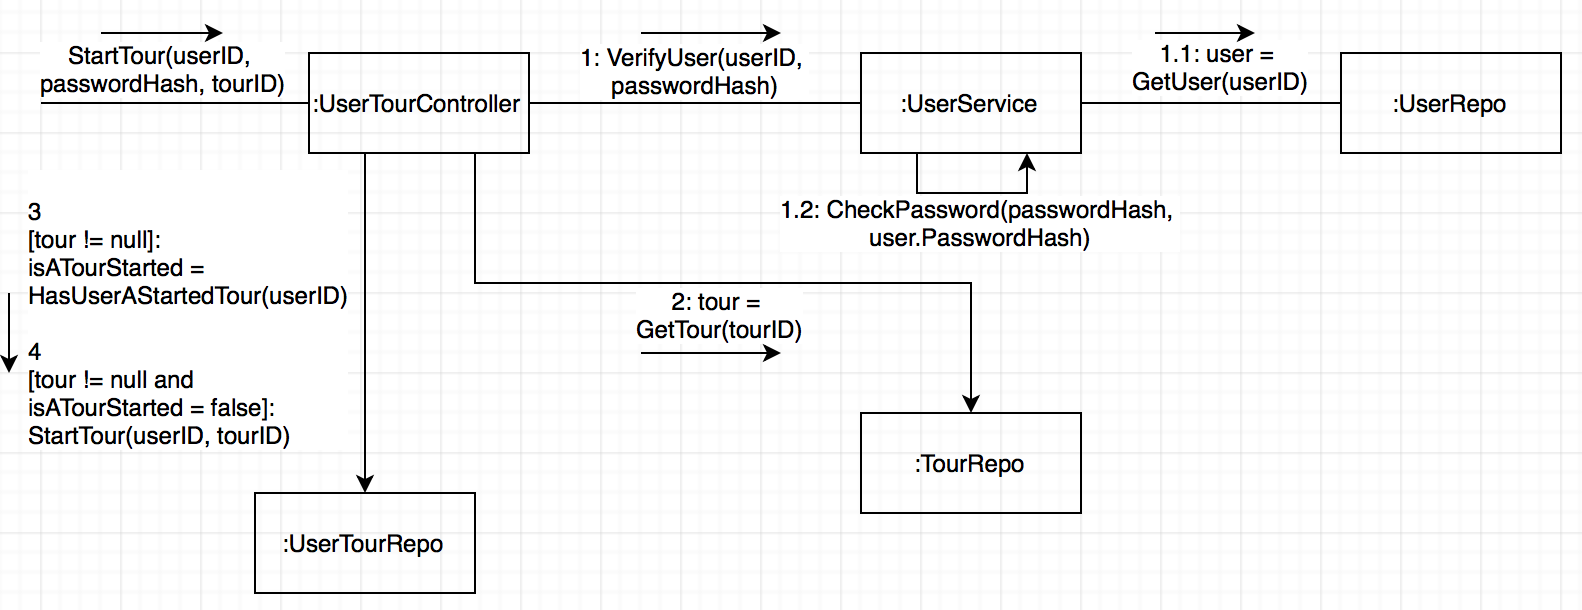 StartTour(userID,
passwordHash, tourID)
:UserTourController
1: VerifyUser(userID,
passwordHash)
:UserService
1.1: user =
GetUser(userID)
:UserRepo
1.2: CheckPassword(passwordHash,
user.PasswordHash)
3
[tour != null]:
isATourStarted =
HasUserAStartedTour(userID)
4
[tour != null and
isATourStarted = false]:
StartTour(userID, tourID)
2: tour =
GetTour(tourID)
:TourRepo
:UserTourRepo